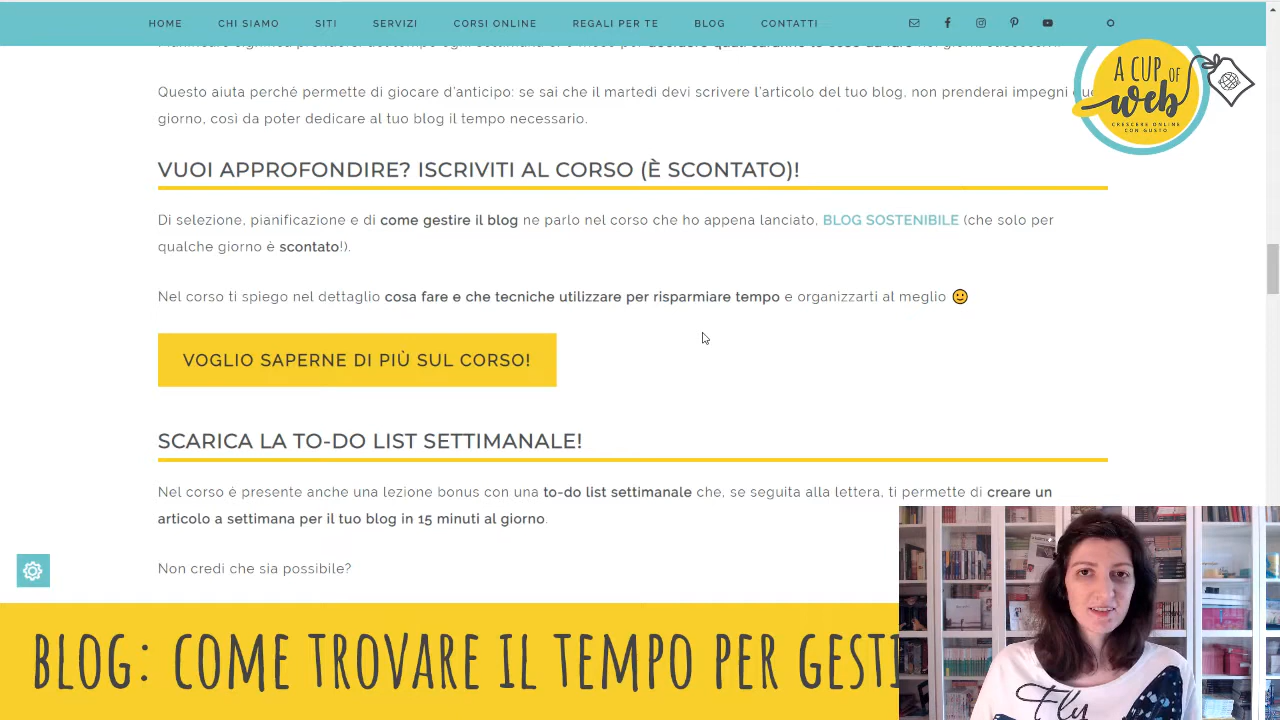 HOME CHI SIAMO SITI SERVIZI CORSI ONLINE REGALI PER TE BLOG CONTATTI
A CUP OF
web
CRESCERE ONLINE
CON GUSTO
Questo aiuta perché permette di giocare d'anticipo: se sai che il martedì devi scrivere l'articolo del tuo blog, non prenderai impegni
giorno, così da poter dedicare al tuo blog il tempo necessario.
VUOI APPROFONDIRE? ISCRIVITI AL CORSO (È SCONTATO)!
Di selezione, pianificazione e di come gestire il blog ne parlo nel corso che ho appena lanciato, BLOG SOSTENIBILE (che solo per
qualche giorno è scontato!).
Nel corso ti spiego nel dettaglio cosa fare e che tecniche utilizzare per risparmiare tempo e organizzarti al meglio
VOGLIO SAPERNE DI PIÙ SUL CORSO!
SCARICA LA TO-DO LIST SETTIMANALE!
Nel corso è presente anche una lezione bonus con una to-do list settimanale che, se seguita alla lettera, ti permette di creare un
articolo a settimana per il tuo blog in 15 minuti al giorno.
Non credi che sia possibile?
BLOG: COME TROVARE IL TEMPO PER GESTI
Fly